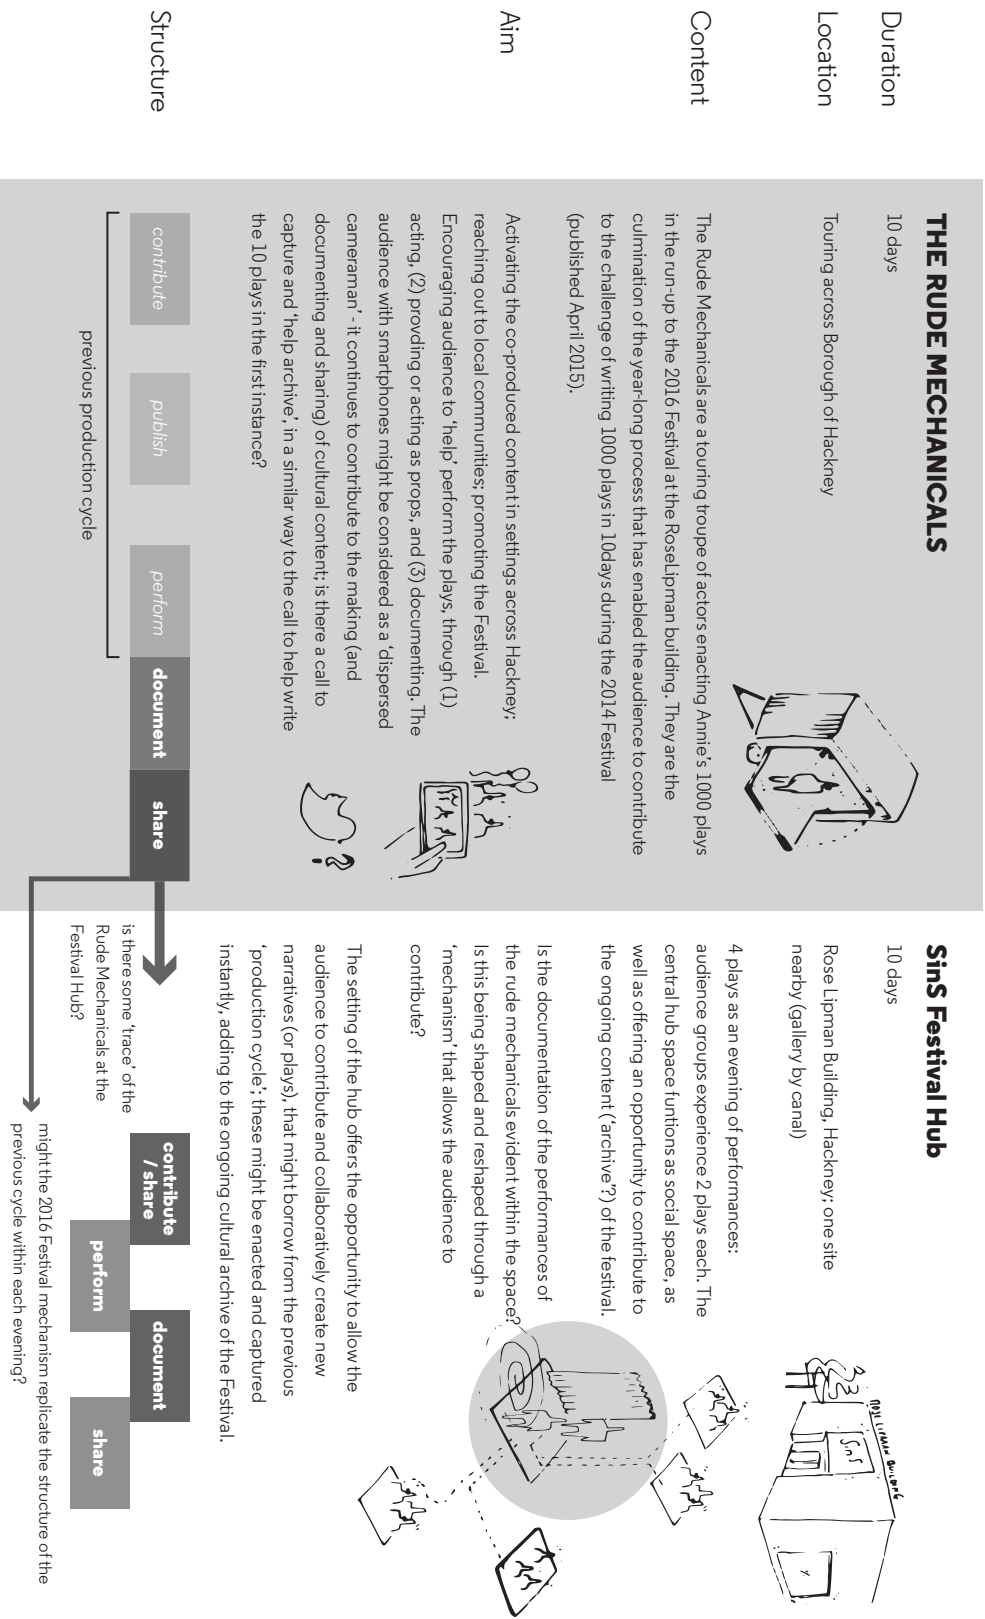 THE RUDE MECHANICALS
SinS Festival Hub
Duration
10 days
10 days
Location
Touring across Borough of Hackney
Rose Lipman Building, Hackney; one site
nearby (gallery by canal)
Content
The Rude Mechanicals are a touring troupe of actors enacting Annie's 1000 plays
in the run-up to the 2016 Festival at the RoseLipman building. They are the
culmination of the year-long process that has enabled the audience to contribute
to the challenge of writing 1000 plays in 10days during the 2014 Festival
(published April 2015).
4 plays as an evening of performances:
audience groups experience 2 plays each. The
central hub space funtions as social space, as
well as offering an opportunity to contribute to
the ongoing content ('archive'?) of the festival.
Aim
Activating the co-produced content in settings across Hackney;
reaching out to local communities; promoting the Festival.
Encouraging audience to 'help' perform the plays, through (1)
acting, (2) provding or acting as props, and (3) documenting. The
audience with smartphones might be considered as a 'dispersed
cameraman' - it continues to contribute to the making (and
documenting and sharing) of cultural content; is there a call to
capture and 'help archive', in a similar way to the call to help write
the 10 plays in the first instance?
Is the documentation of the performances of
the rude mechanicals evident within the space?
Is this being shaped and reshaped through a
'mechanism' that allows the audience to
contribute?
The setting of the hub offers the opportunity to allow the
audience to contribute and collaboratively create new
narratives (or plays), that might borrow from the previous
'production cycle'; these might be enacted and captured
instantly, adding to the ongoing cultural archive of the Festival.
SinS
LIPMAN BUILDING
Structure
contribute
publish
perform
document
share
previous production cycle
is there some 'trace' of the
Rude Mechanicals at the
Festival Hub?
contribute
/ share
perform
document
share
might the 2016 Festival mechanism replicate the structure of the
previous cycle within each evening?